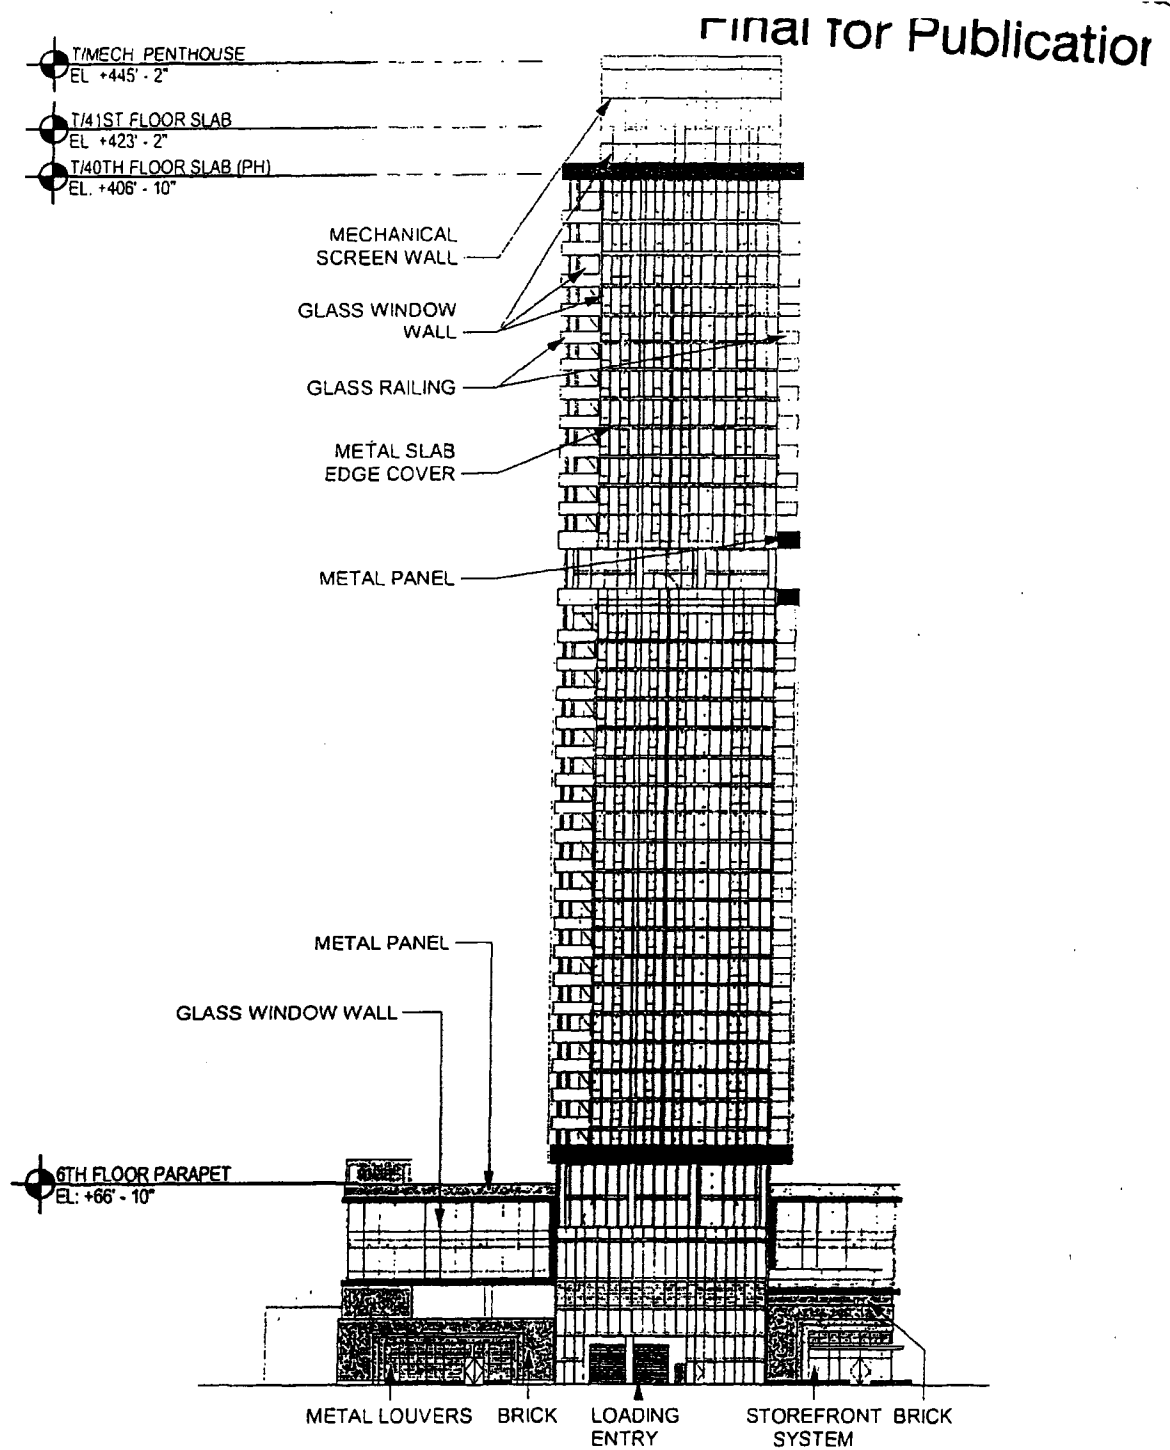 Final for Publication
T/MECH PENTHOUSE
EL +445' - 2"
T/41ST FLOOR SLAB
EL +423' - 2"
T/40TH FLOOR SLAB (PH)
EL. +406' - 10"
MECHANICAL
SCREEN WALL
GLASS WINDOW
WALL
GLASS RAILING
METAL SLAB
EDGE COVER
METAL PANEL
METAL PANEL
GLASS WINDOW WALL
6TH FLOOR PARAPET
EL: +66' - 10"
METAL LOUVERS
BRICK
LOADING
ENTRY
STOREFRONT
SYSTEM
BRICK